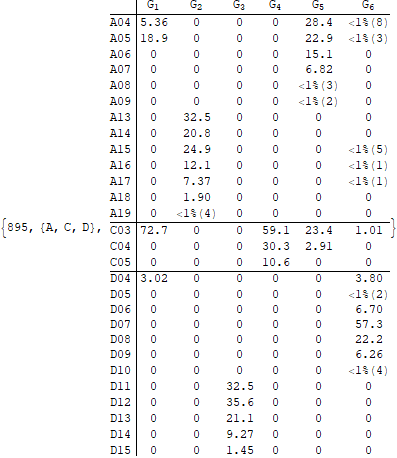 G1 G2 G3 G4 G5 G6
A04 5.36 0 0 0 28.4 <1%(8)
A05 18.9 0 0 0 22.9 <1%(3)
A06 0 0 0 0 15.1 0
A07 0 0 0 0 6.82 0
A08 0 0 0 0 <1%(3) 0
A09 0 0 0 0 <1%(2) 0
A13 0 32.5 0 0 0 0
A14 0 20.8 0 0 0 0
A15 0 24.9 0 0 0 <1%(5)
A16 0 12.1 0 0 0 <1%(1)
A17 0 7.37 0 0 0 <1%(1)
A18 0 1.90 0 0 0 0
A19 0 <1%(4) 0 0 0 0
{895, {A, C, D}, C03 72.7 0 0 59.1 23.4 1.01 }
C04 0 0 0 30.3 2.91 0
C05 0 0 0 10.6 0 0
D04 3.02 0 0 0 0 3.80
D05 0 0 0 0 0 <1%(2)
D06 0 0 0 0 0 6.70
D07 0 0 0 0 0 57.3
D08 0 0 0 0 0 22.2
D09 0 0 0 0 0 6.26
D10 0 0 0 0 0 <1%(4)
D11 0 0 32.5 0 0 0
D12 0 0 35.6 0 0 0
D13 0 0 21.1 0 0 0
D14 0 0 9.27 0 0 0
D15 0 0 1.45 0 0 0